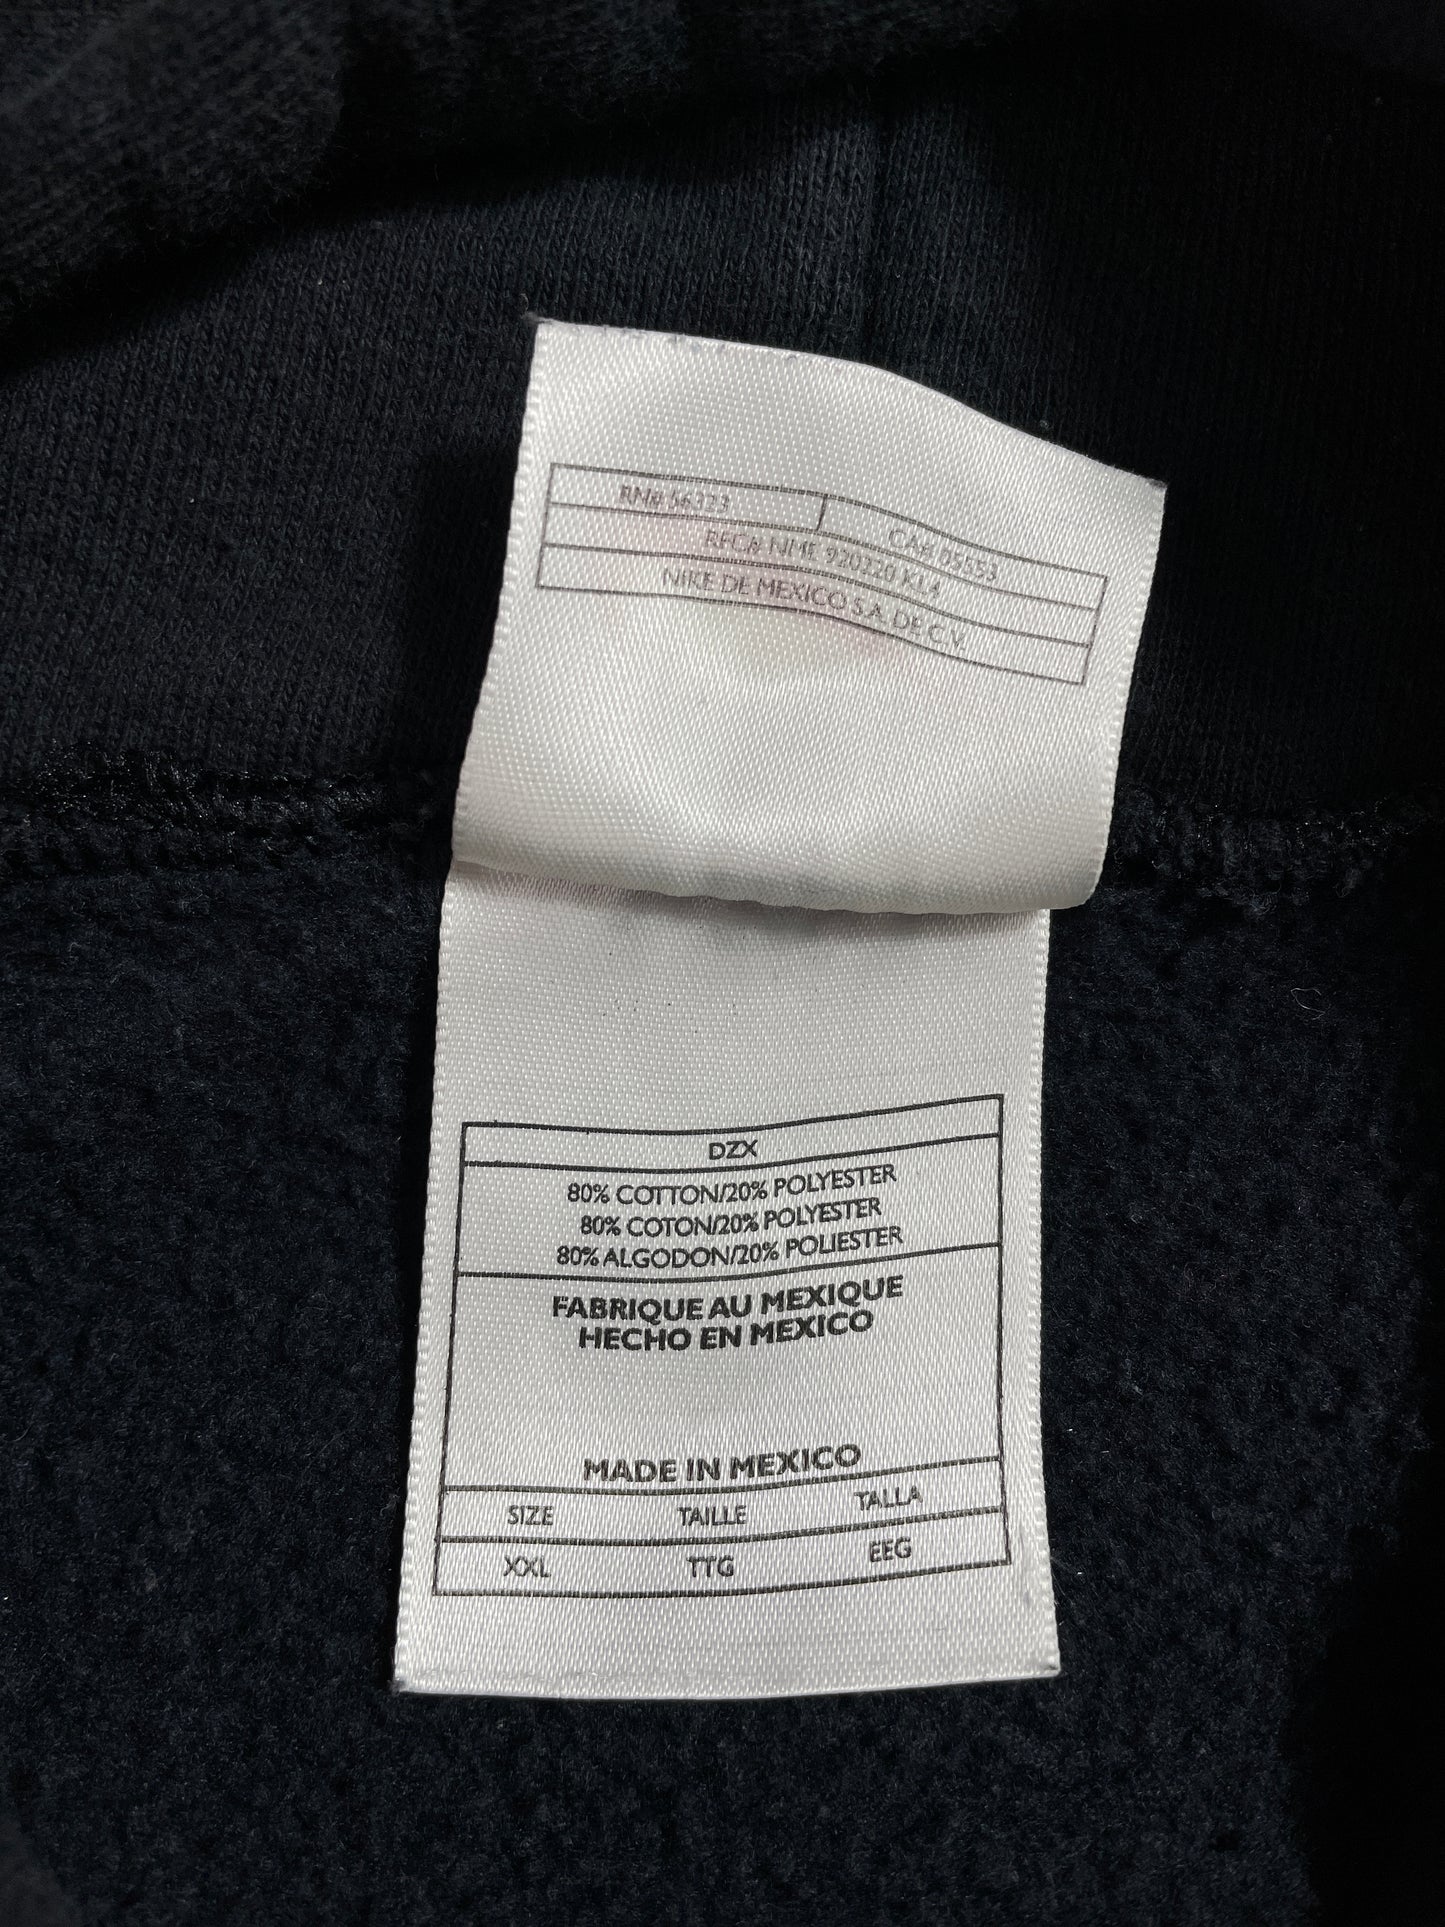 RN# 56323 CA# 05553
RFC# NME 920220 KL4
NIKE DE MEXICO S.A. DE C.V.
DZX
80% COTTON/20% POLYESTER
80% COTON/20% POLYESTER
80% ALGODON/20% POLIESTER
FABRIQUE AU MEXIQUE
HECHO EN MEXICO
MADE IN MEXICO
SIZE TAILLE TALLA
XXL TTG EEG